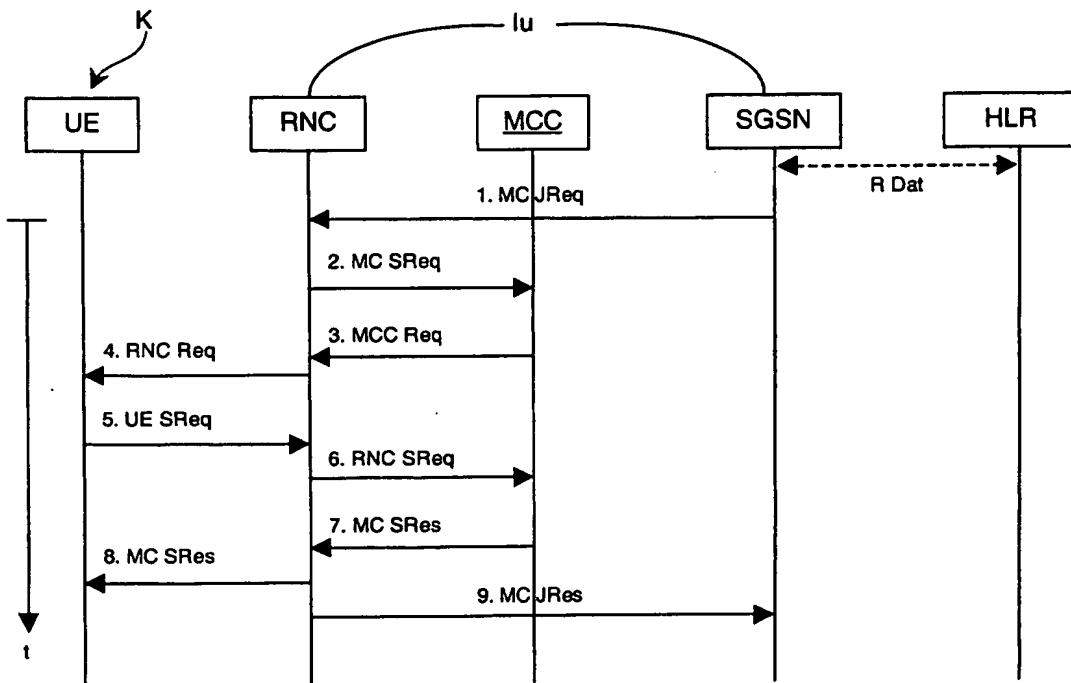 K
Iu
UE
RNC
MCC
SGSN
HLR
R Dat
1. MC JReq
2. MC SReq
3. MCC Req
4. RNC Req
5. UE SReq
6. RNC SReq
7. MC SRes
8. MC SRes
9. MC JRes
t